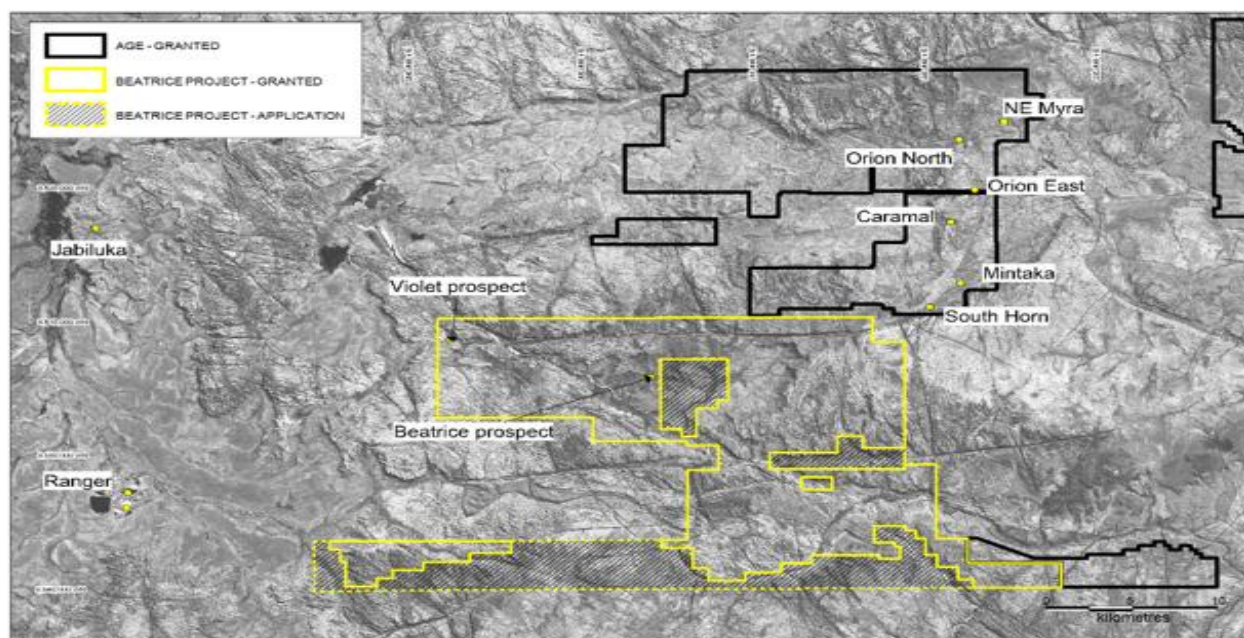 AGE - GRANTED
BEATRICE PROJECT - GRANTED
BEATRICE PROJECT - APPLICATION
NE Myra
Orion North
Orion East
Caramal
Jabiluka
Mintaka
Violet prospect
South Horn
Beatrice prospect
Ranger
0 5 10
kilometres